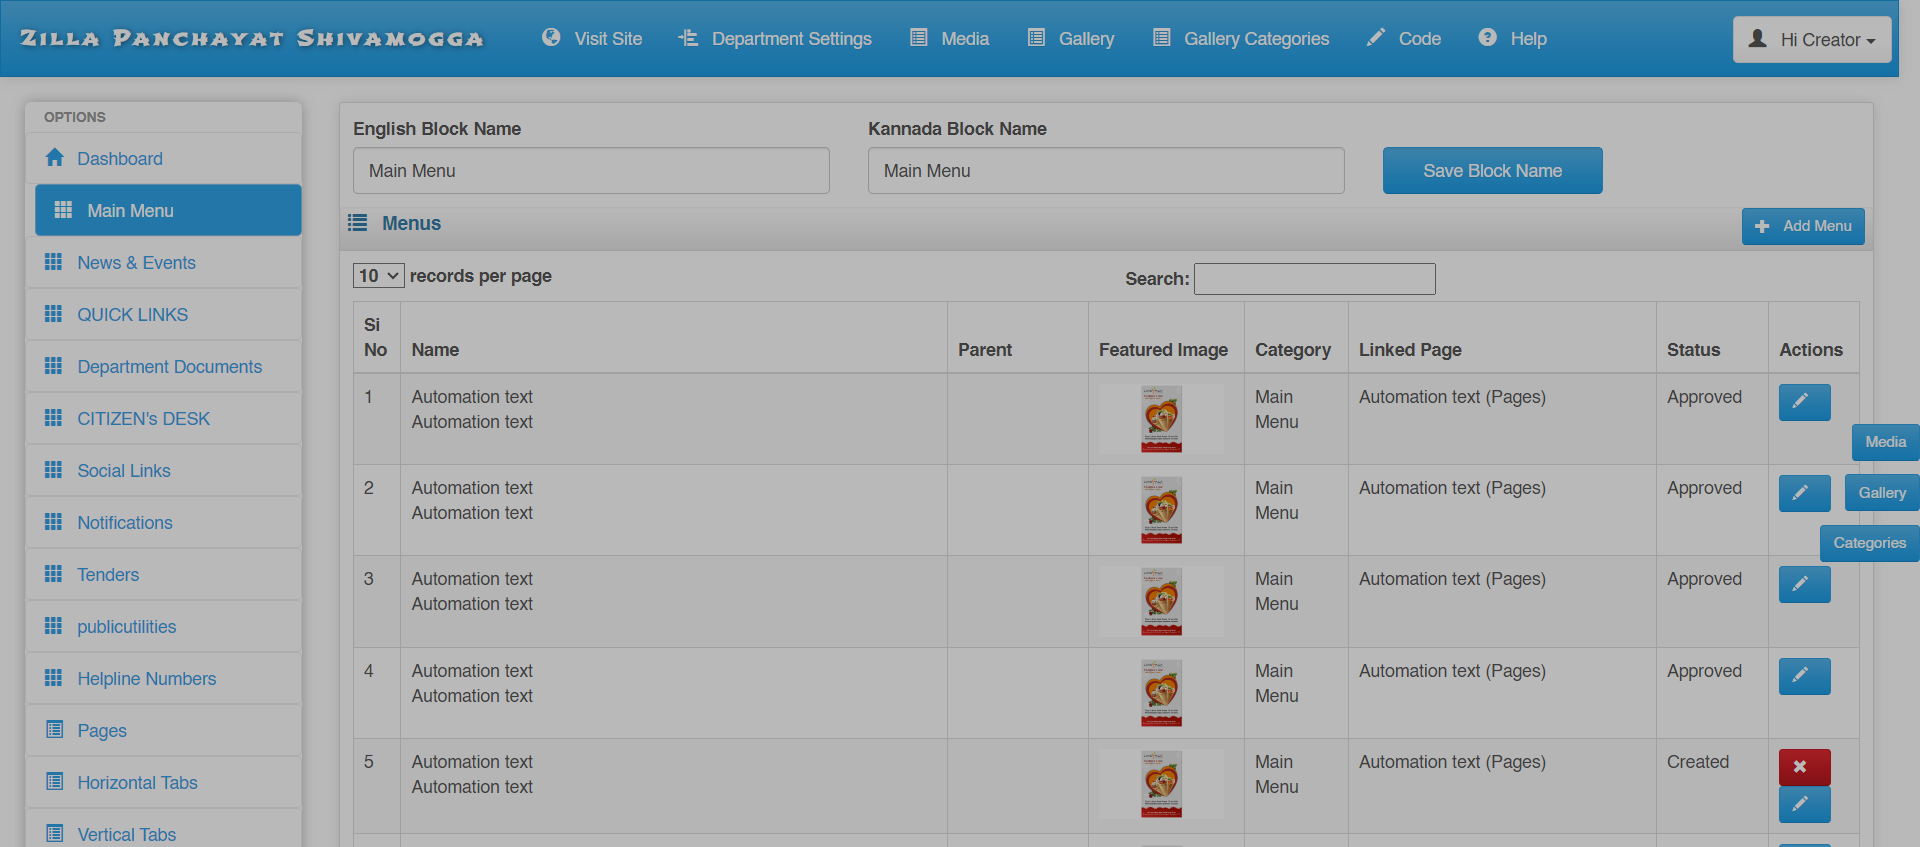 Zilla Panchayat Shivamogga
Visit Site
Department Settings
Media
Gallery
Gallery Categories
Code
Help
Hi Creator
OPTIONS
Dashboard
Main Menu
News & Events
QUICK LINKS
Department Documents
CITIZEN's DESK
Social Links
Notifications
Tenders
publicutilities
Helpline Numbers
Pages
Horizontal Tabs
Vertical Tabs
English Block Name
Kannada Block Name
Main Menu
Main Menu
Save Block Name
Menus
Add Menu
10 records per page
Search:
Si No Name Parent Featured Image Category Linked Page Status Actions
1 Automation text Main Automation text (Pages) Approved
Automation text Menu
2 Automation text Main Automation text (Pages) Approved
Automation text Menu
3 Automation text Main Automation text (Pages) Approved
Automation text Menu
4 Automation text Main Automation text (Pages) Approved
Automation text Menu
5 Automation text Main Automation text (Pages) Created
Automation text Menu
Media
Gallery
Categories